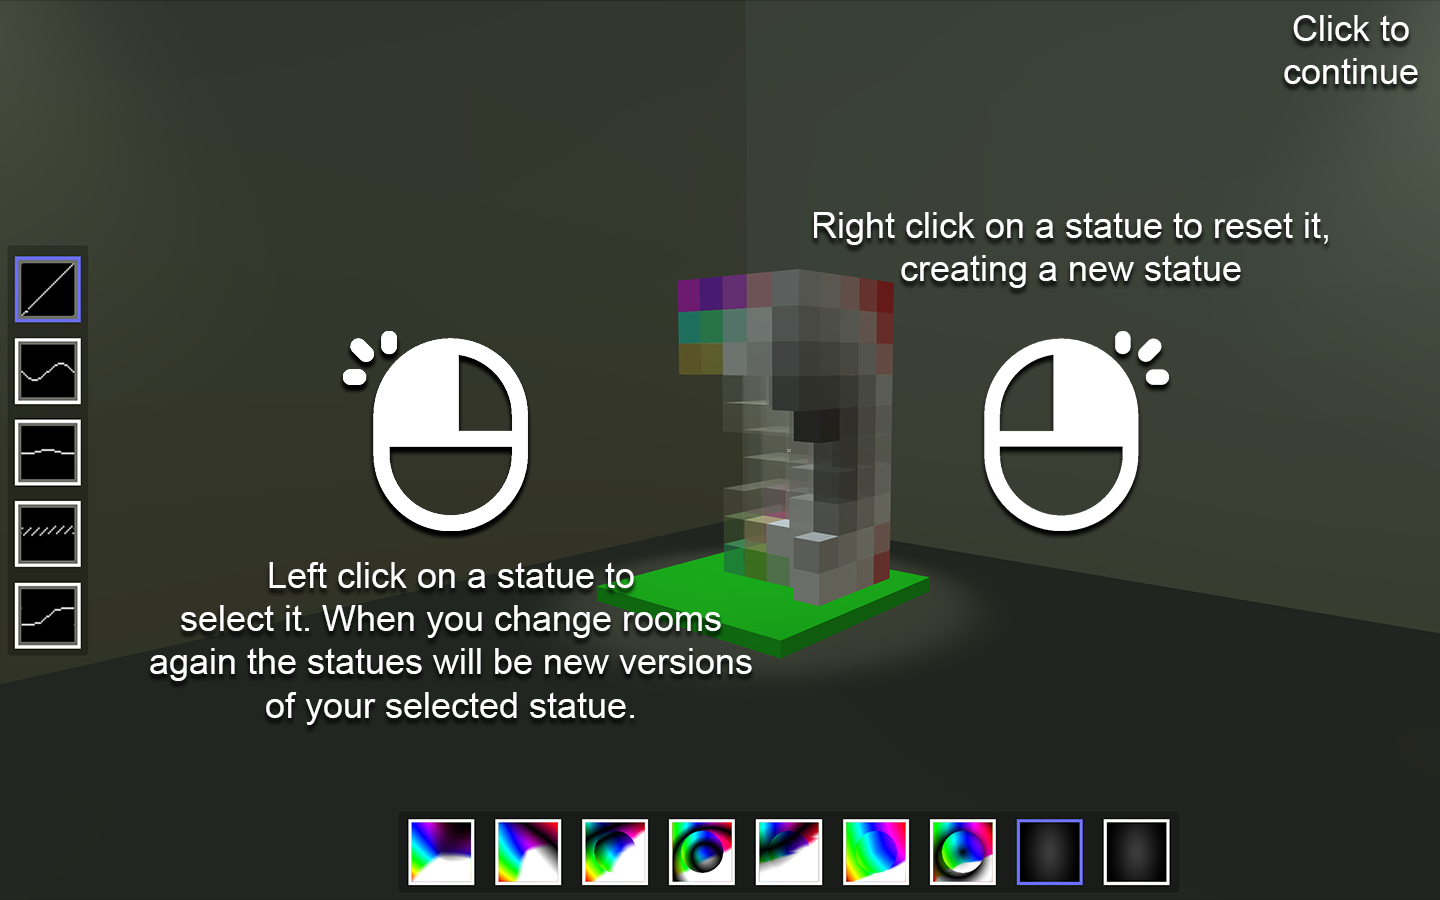 Click to
continue
Right click on a statue to reset it,
creating a new statue
Left click on a statue to
select it. When you change rooms
again the statues will be new versions
of your selected statue.